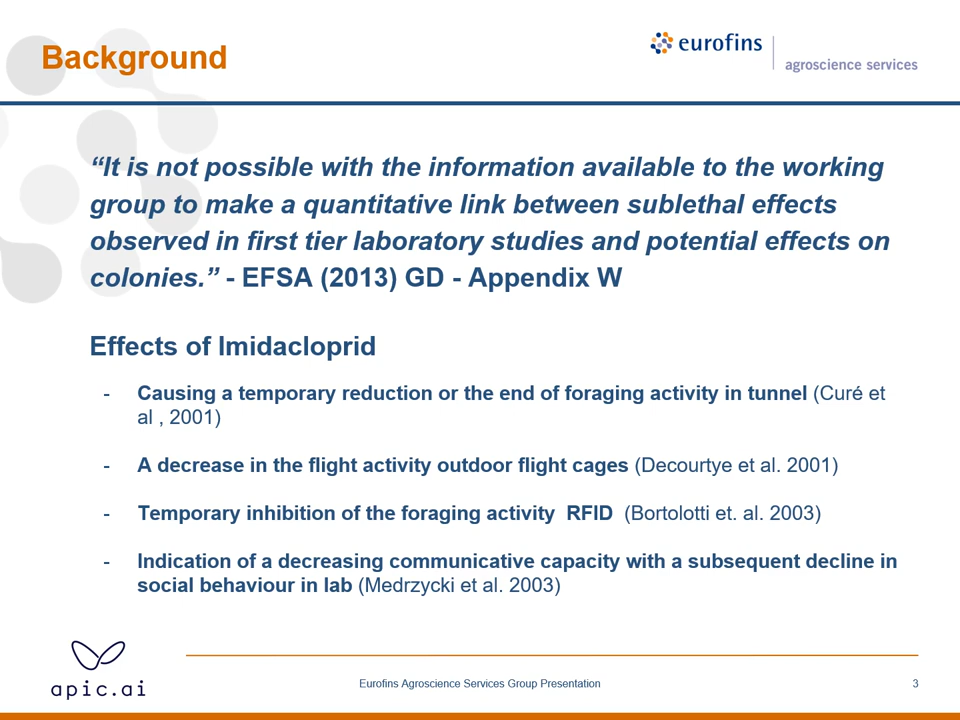 Background
eurofins
agroscience services
“It is not possible with the information available to the working
group to make a quantitative link between sublethal effects
observed in first tier laboratory studies and potential effects on
colonies.” - EFSA (2013) GD - Appendix W
Effects of Imidacloprid
- Causing a temporary reduction or the end of foraging activity in tunnel (Curé et
al , 2001)
- A decrease in the flight activity outdoor flight cages (Decourtye et al. 2001)
- Temporary inhibition of the foraging activity  RFID  (Bortolotti et. al. 2003)
- Indication of a decreasing communicative capacity with a subsequent decline in
social behaviour in lab (Medrzycki et al. 2003)
apic.ai
Eurofins Agroscience Services Group Presentation
3